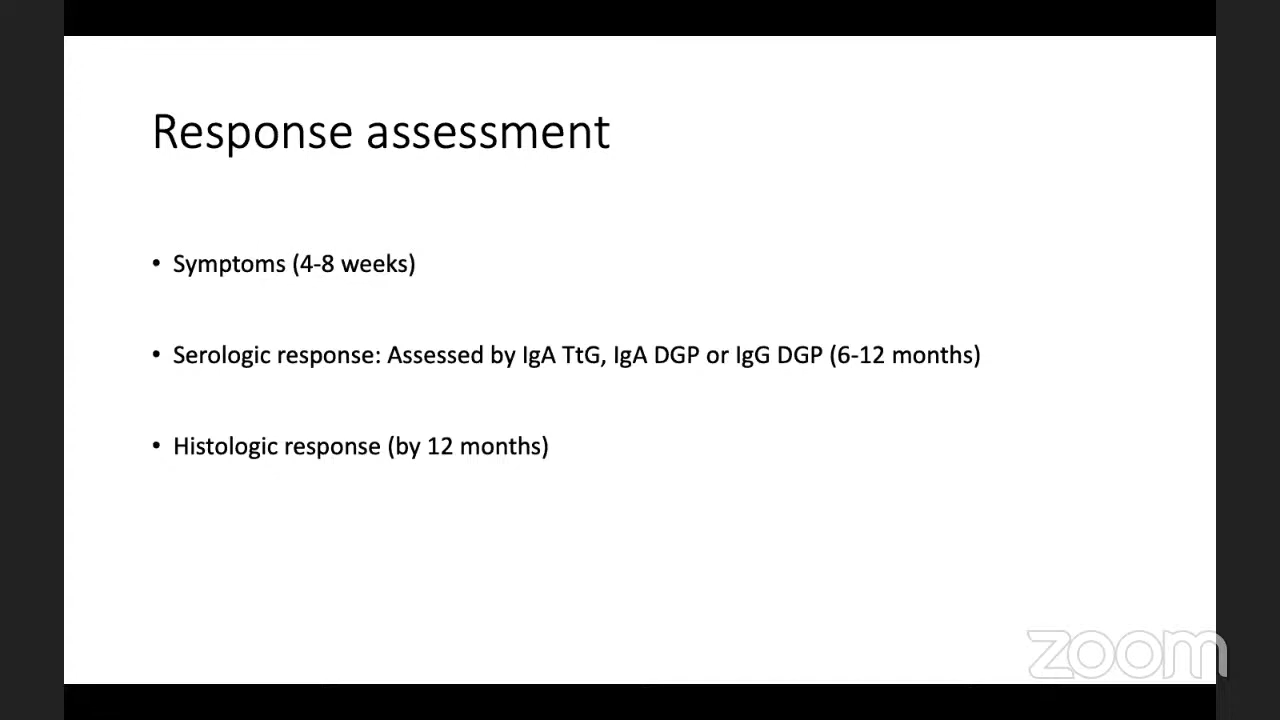 Response assessment
• Symptoms (4-8 weeks)
• Serologic response: Assessed by IgA TtG, IgA DGP or IgG DGP (6-12 months)
• Histologic response (by 12 months)
zoom